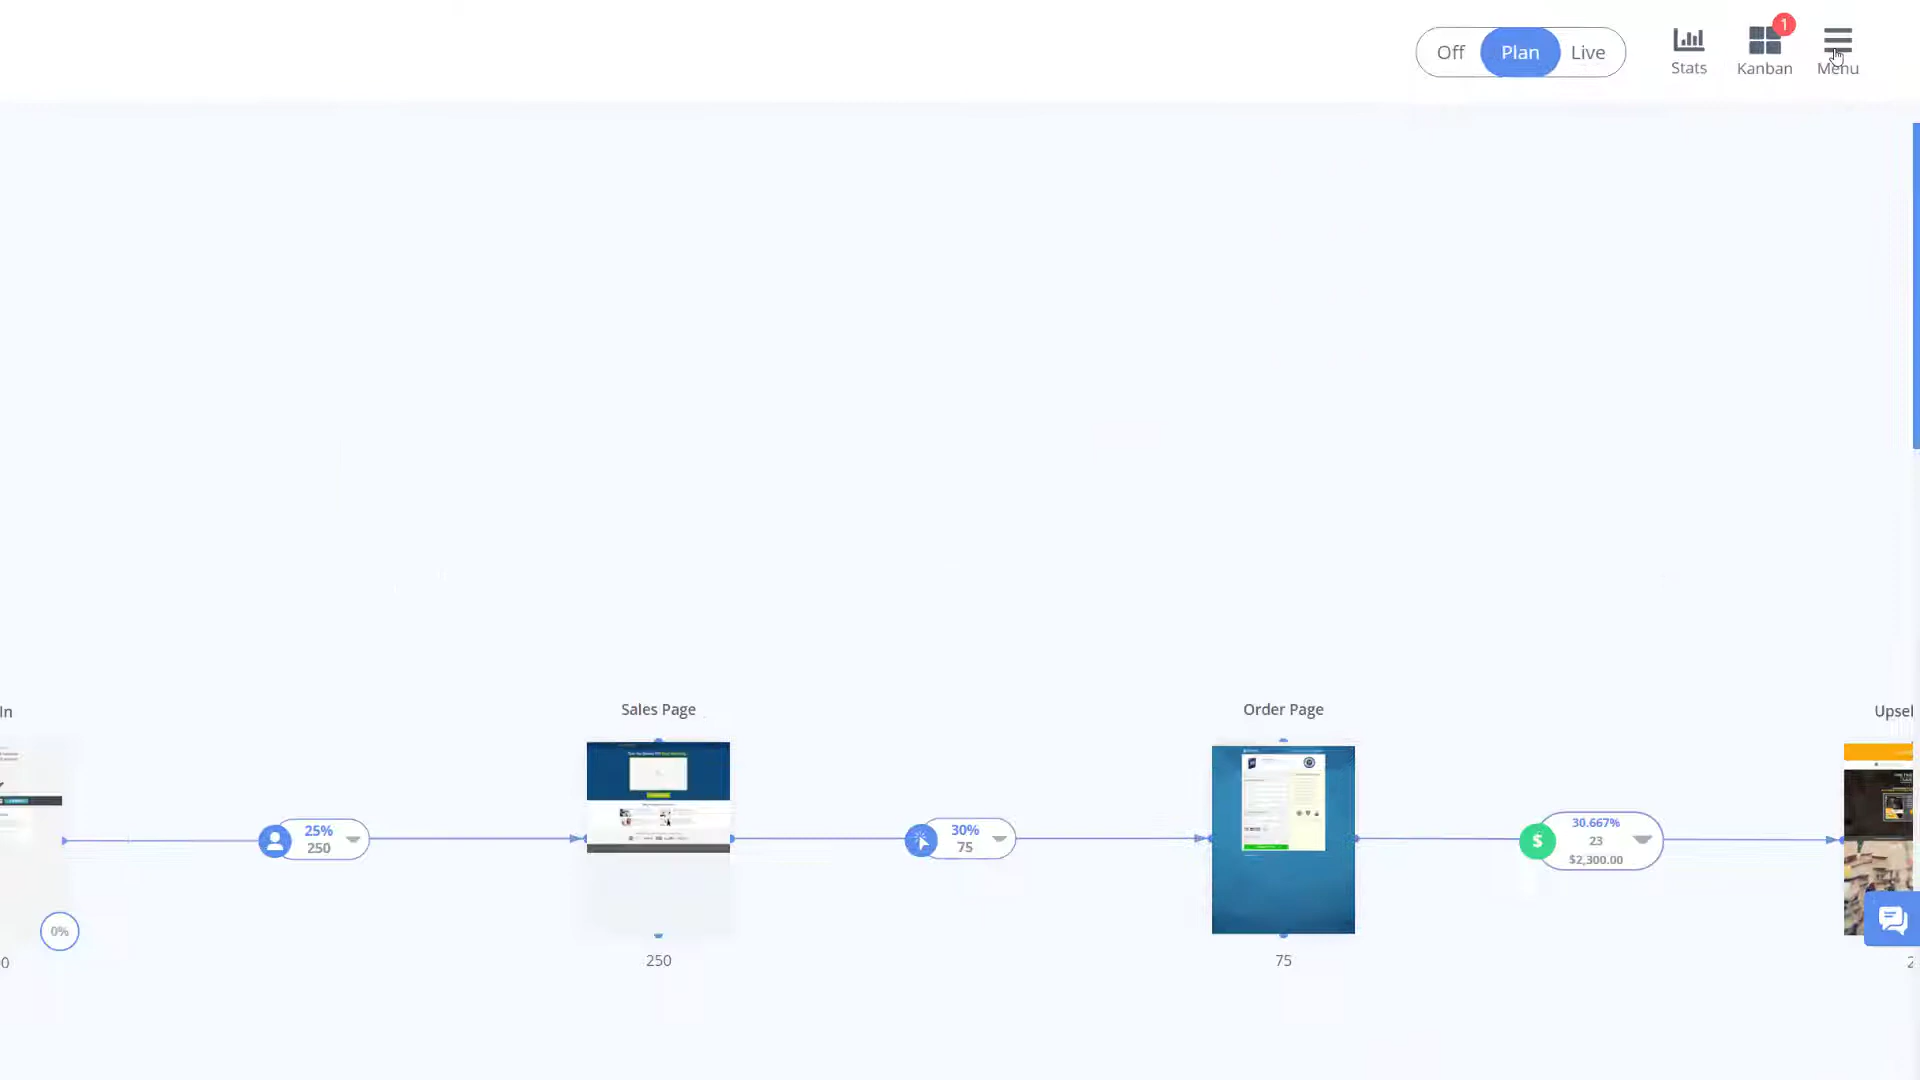 Off Plan Live
Stats
Kanban
1
Menu
In
Sales Page
Order Page
Upsel
25%
250
30%
75
30.667%
23
$2,300.00
$
0%
0
250
75
2